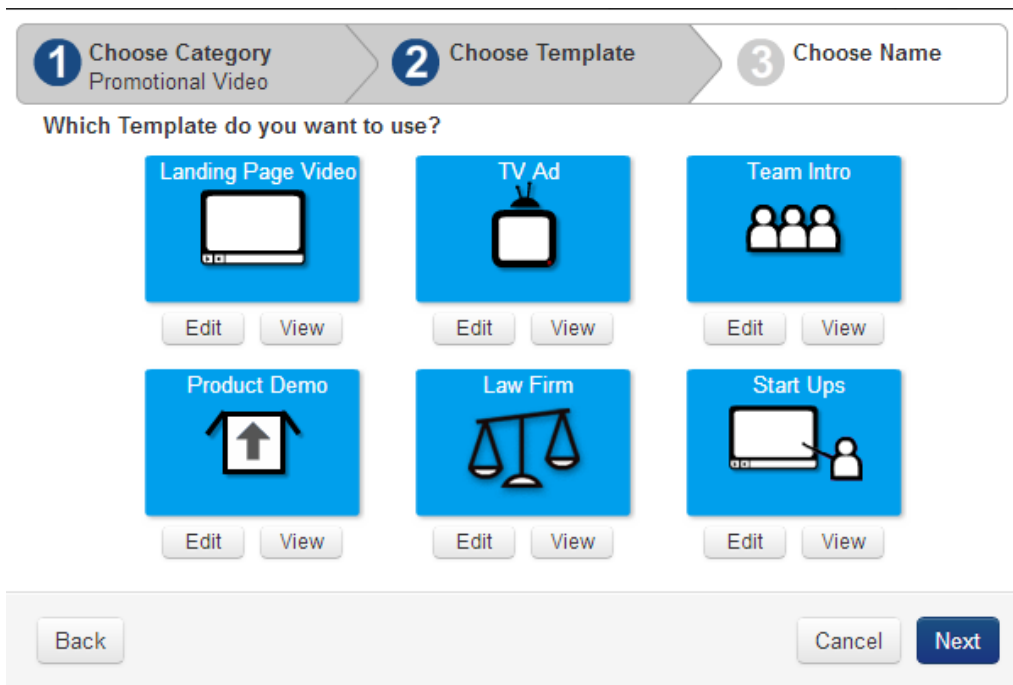 1 Choose Category
Promotional Video
2 Choose Template
3 Choose Name
Which Template do you want to use?
Landing Page Video
TV Ad
Team Intro
Edit View
Edit View
Edit View
Product Demo
Law Firm
Start Ups
Edit View
Edit View
Edit View
Back
Cancel
Next